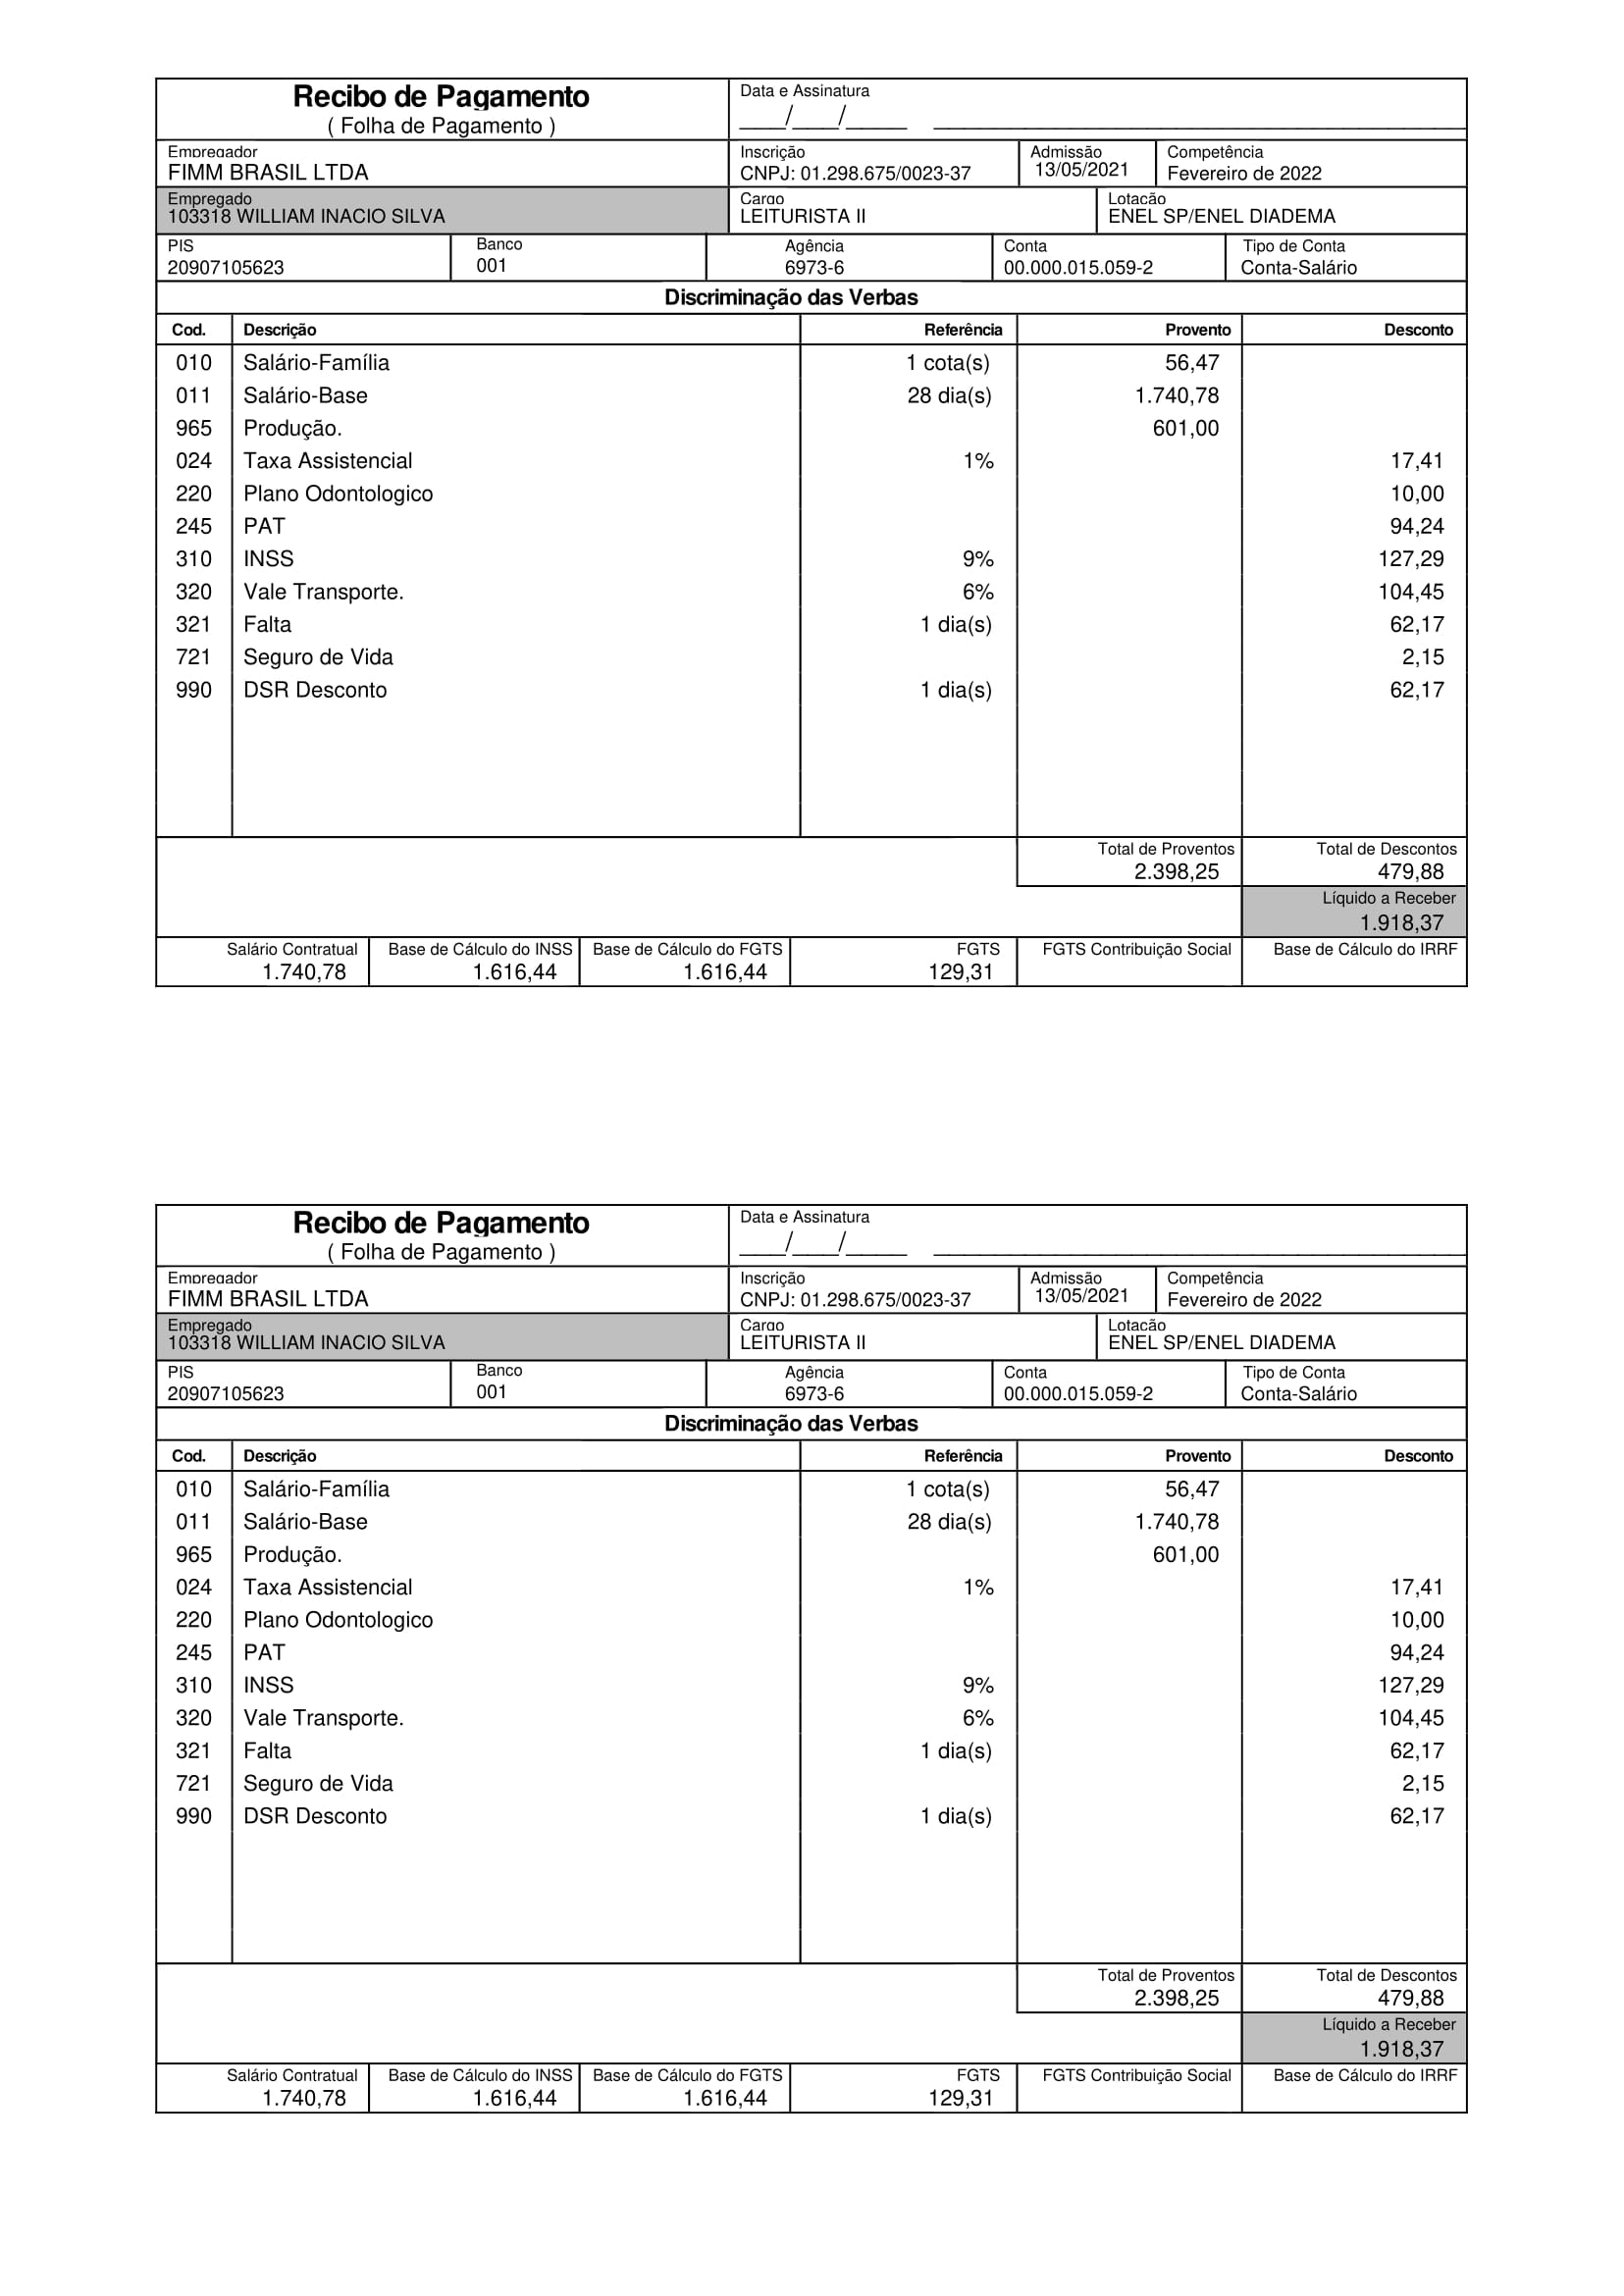 Recibo de Pagamento
( Folha de Pagamento )
Data e Assinatura
___/___/____ ____________________
Empregador
FIMM BRASIL LTDA
Inscrição
CNPJ: 01.298.675/0023-37
Admissão
13/05/2021
Competência
Fevereiro de 2022
Empregado
103318 WILLIAM INACIO SILVA
Cargo
LEITURISTA II
Lotação
ENEL SP/ENEL DIADEMA
PIS
20907105623
Banco
001
Agência
6973-6
Conta
00.000.015.059-2
Tipo de Conta
Conta-Salário
Discriminação das Verbas
Cod. Descrição Referência Provento Desconto
010 Salário-Família 1 cota(s) 56,47
011 Salário-Base 28 dia(s) 1.740,78
965 Produção. 601,00
024 Taxa Assistencial 1% 17,41
220 Plano Odontologico 10,00
245 PAT 94,24
310 INSS 9% 127,29
320 Vale Transporte. 6% 104,45
321 Falta 1 dia(s) 62,17
721 Seguro de Vida 2,15
990 DSR Desconto 1 dia(s) 62,17
Total de Proventos
2.398,25
Total de Descontos
479,88
Líquido a Receber
1.918,37
Salário Contratual
1.740,78
Base de Cálculo do INSS
1.616,44
Base de Cálculo do FGTS
1.616,44
FGTS
129,31
FGTS Contribuição Social
Base de Cálculo do IRRF
Recibo de Pagamento
( Folha de Pagamento )
Data e Assinatura
___/___/____ ____________________
Empregador
FIMM BRASIL LTDA
Inscrição
CNPJ: 01.298.675/0023-37
Admissão
13/05/2021
Competência
Fevereiro de 2022
Empregado
103318 WILLIAM INACIO SILVA
Cargo
LEITURISTA II
Lotação
ENEL SP/ENEL DIADEMA
PIS
20907105623
Banco
001
Agência
6973-6
Conta
00.000.015.059-2
Tipo de Conta
Conta-Salário
Discriminação das Verbas
Cod. Descrição Referência Provento Desconto
010 Salário-Família 1 cota(s) 56,47
011 Salário-Base 28 dia(s) 1.740,78
965 Produção. 601,00
024 Taxa Assistencial 1% 17,41
220 Plano Odontologico 10,00
245 PAT 94,24
310 INSS 9% 127,29
320 Vale Transporte. 6% 104,45
321 Falta 1 dia(s) 62,17
721 Seguro de Vida 2,15
990 DSR Desconto 1 dia(s) 62,17
Total de Proventos
2.398,25
Total de Descontos
479,88
Líquido a Receber
1.918,37
Salário Contratual
1.740,78
Base de Cálculo do INSS
1.616,44
Base de Cálculo do FGTS
1.616,44
FGTS
129,31
FGTS Contribuição Social
Base de Cálculo do IRRF